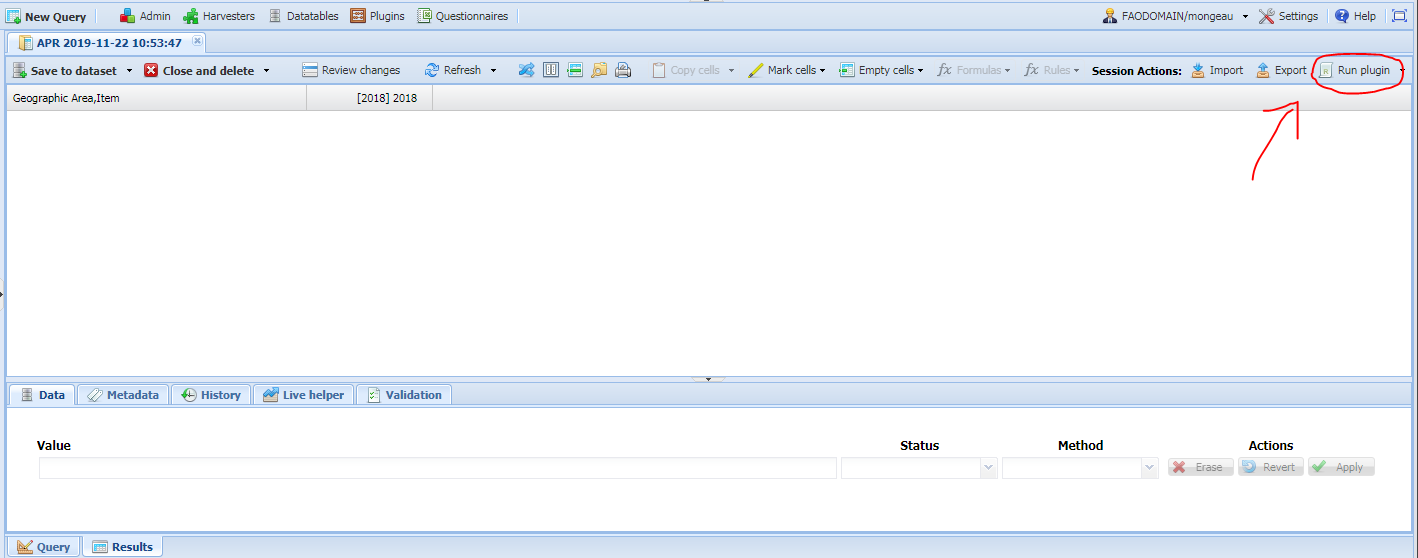 New Query Admin Harvesters Datatables Plugins Questionnaires FAODOMAIN/mongeau Settings Help
APR 2019-11-22 10:53:47
Save to dataset Close and delete Review changes Refresh Copy cells Mark cells Empty cells fx Formulas fx Rules Session Actions: Import Export R Run plugin
Geographic Area,Item [2018] 2018
Data Metadata History Live helper Validation
Value Status Method Actions
Erase Revert Apply
Query Results